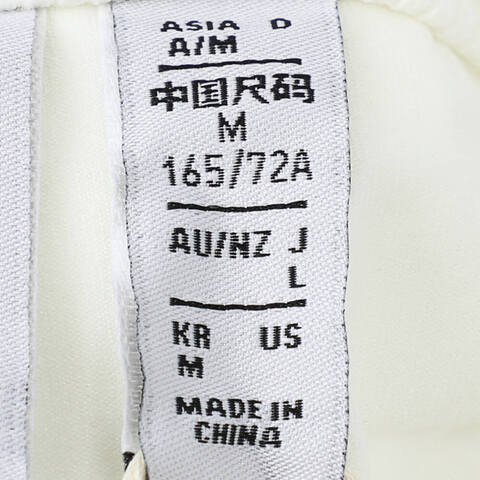 ASIA D
A/M
中国尺码
M
165/72A
AU/NZ J
L
KR US
M
MADE IN
CHINA